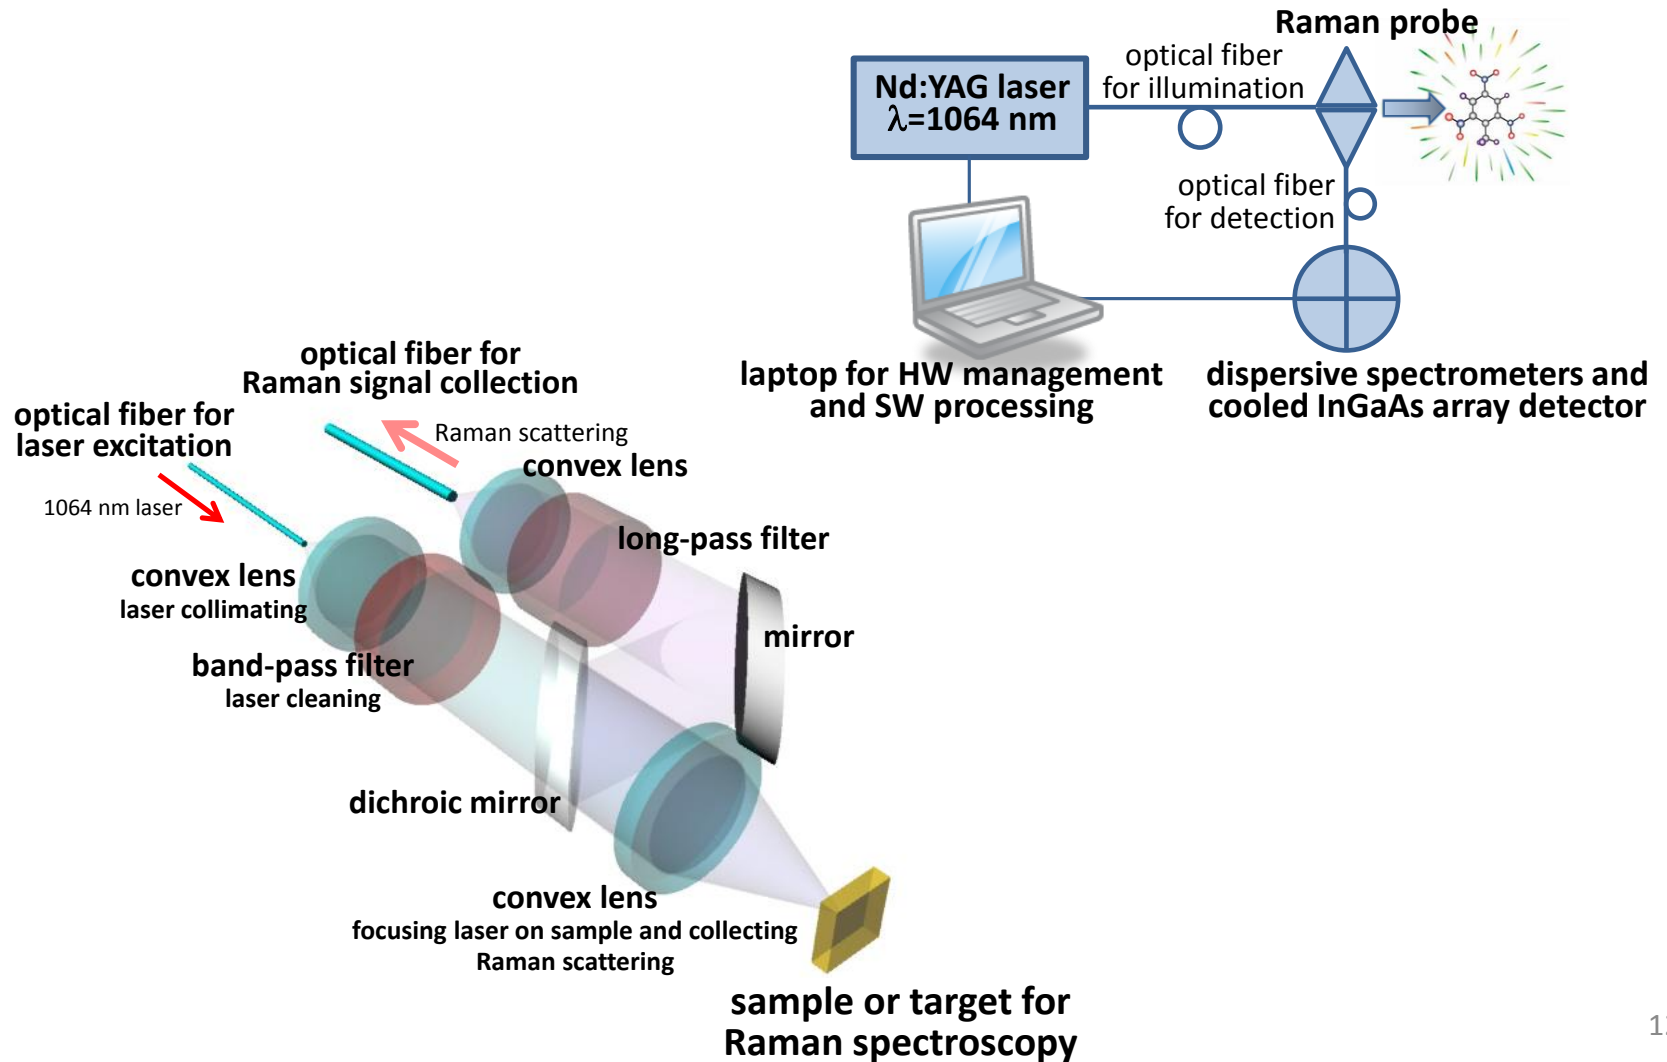 Raman probe
optical fiber
for illumination
Nd:YAG laser
λ=1064 nm
optical fiber
for detection
laptop for HW management
and SW processing
dispersive spectrometers and
cooled InGaAs array detector
optical fiber for
Raman signal collection
optical fiber for
laser excitation
Raman scattering
convex lens
1064 nm laser
long-pass filter
convex lens
laser collimating
mirror
band-pass filter
laser cleaning
dichroic mirror
convex lens
focusing laser on sample and collecting
Raman scattering
sample or target for
Raman spectroscopy